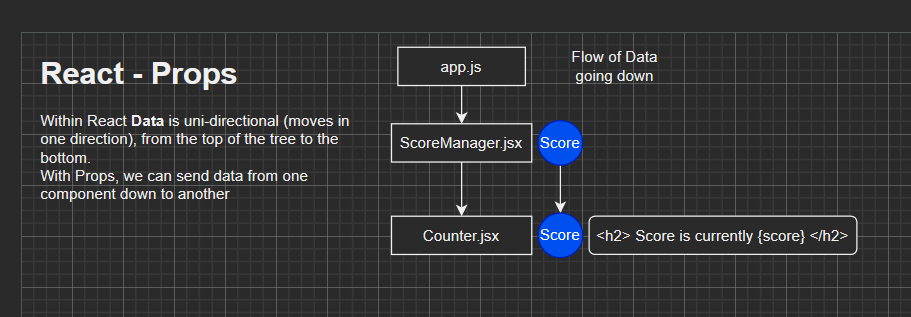 React - Props
Within React Data is uni-directional (moves in
one direction), from the top of the tree to the
bottom.
With Props, we can send data from one
component down to another
app.js
Flow of Data
going down
ScoreManager.jsx
Score
Counter.jsx
Score
<h2> Score is currently {score} </h2>